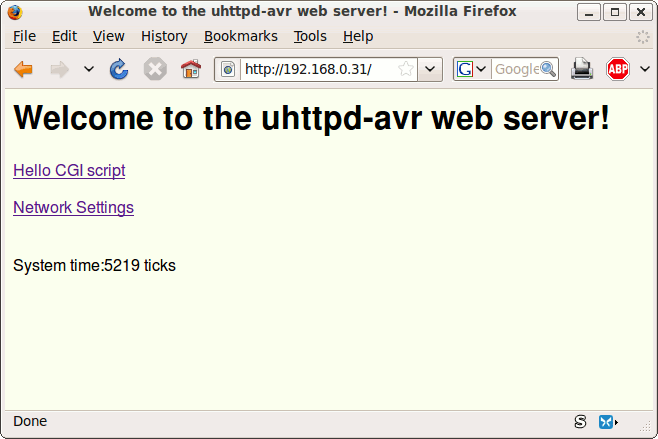 Welcome to the uhttpd-avr web server! - Mozilla Firefox
File Edit View History Bookmarks Tools Help
http://192.168.0.31/ G Google ABP
Welcome to the uhttpd-avr web server!
Hello CGI script
Network Settings
System time:5219 ticks
Done S